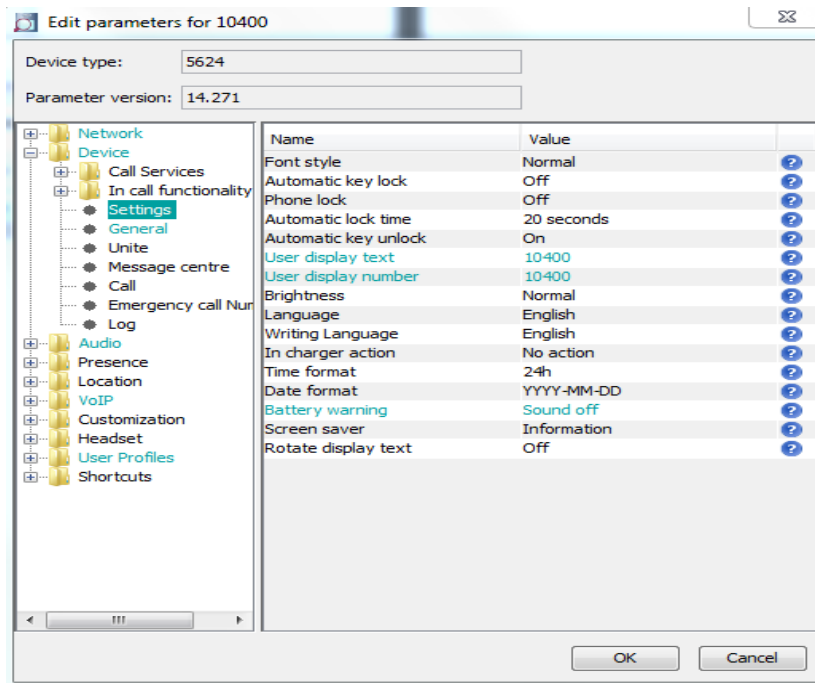 Edit parameters for 10400
Device type: 5624
Parameter version: 14.271
Network
Device
Call Services
In call functionality
Settings
General
Unite
Message centre
Call
Emergency call Nur
Log
Audio
Presence
Location
VoIP
Customization
Headset
User Profiles
Shortcuts
Name Value
Font style Normal
Automatic key lock Off
Phone lock Off
Automatic lock time 20 seconds
Automatic key unlock On
User display text 10400
User display number 10400
Brightness Normal
Language English
Writing Language English
In charger action No action
Time format 24h
Date format YYYY-MM-DD
Battery warning Sound off
Screen saver Information
Rotate display text Off
OK Cancel